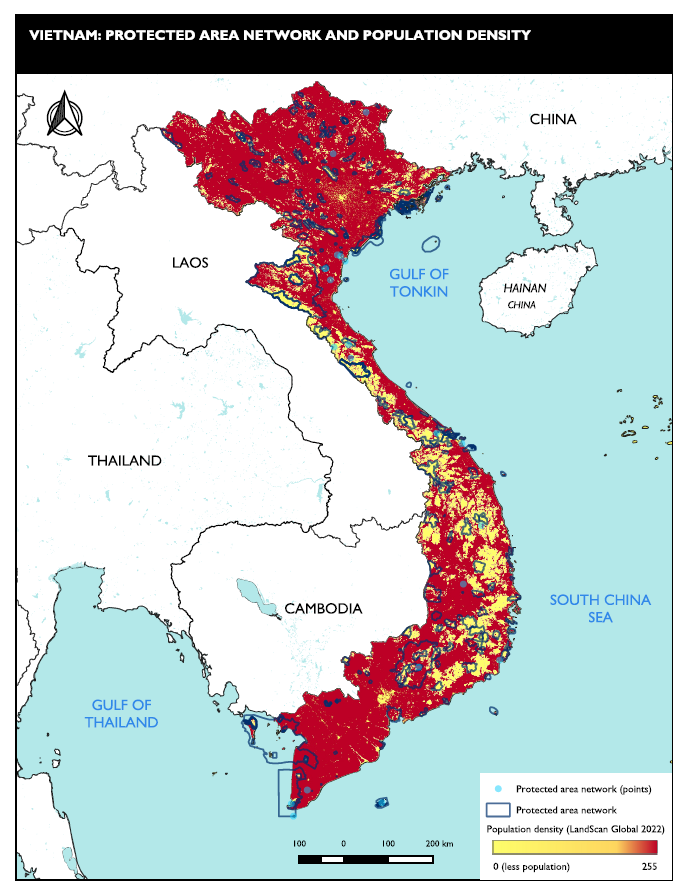 VIETNAM: PROTECTED AREA NETWORK AND POPULATION DENSITY
CHINA
LAOS
GULF OF
TONKIN
HAINAN
CHINA
THAILAND
CAMBODIA
SOUTH CHINA
SEA
GULF OF
THAILAND
Protected area network (points)
Protected area network
Population density (LandScan Global 2022)
0 (less population)
255
100
0
100
200 km